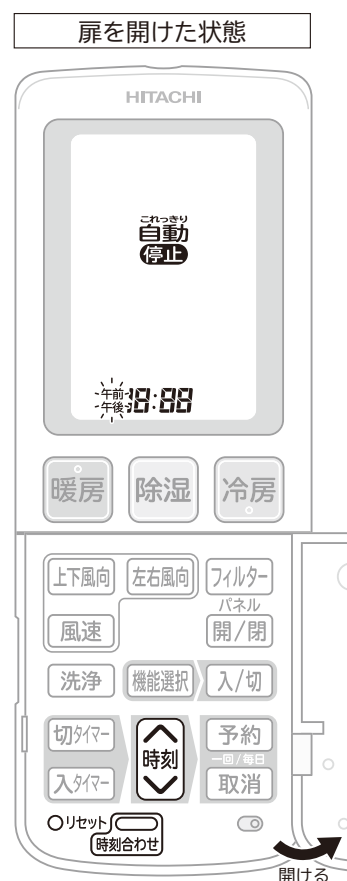 扉を開けた状態
HITACHI
これっきり
自動
停止
午前
午後 18:88
暖房 除湿 冷房
上下風向 左右風向 フィルター
パネル
風速 開/閉
洗浄 機能選択 入/切
切タイマー 時刻 予約
一回/毎日
入タイマー 取消
リセット
時刻合わせ
開ける